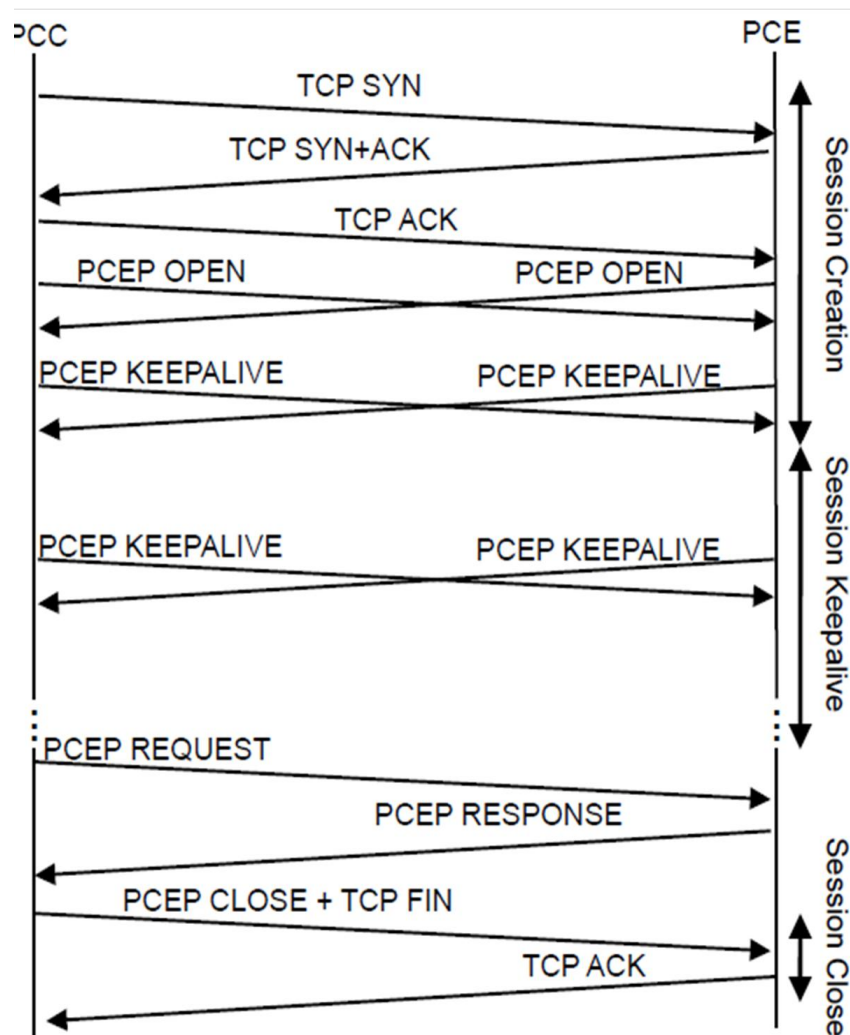 PCC
PCE
TCP SYN
TCP SYN+ACK
TCP ACK
PCEP OPEN
PCEP OPEN
PCEP KEEPALIVE
PCEP KEEPALIVE
Session Creation
PCEP KEEPALIVE
PCEP KEEPALIVE
Session Keepalive
PCEP REQUEST
PCEP RESPONSE
PCEP CLOSE + TCP FIN
TCP ACK
Session Close